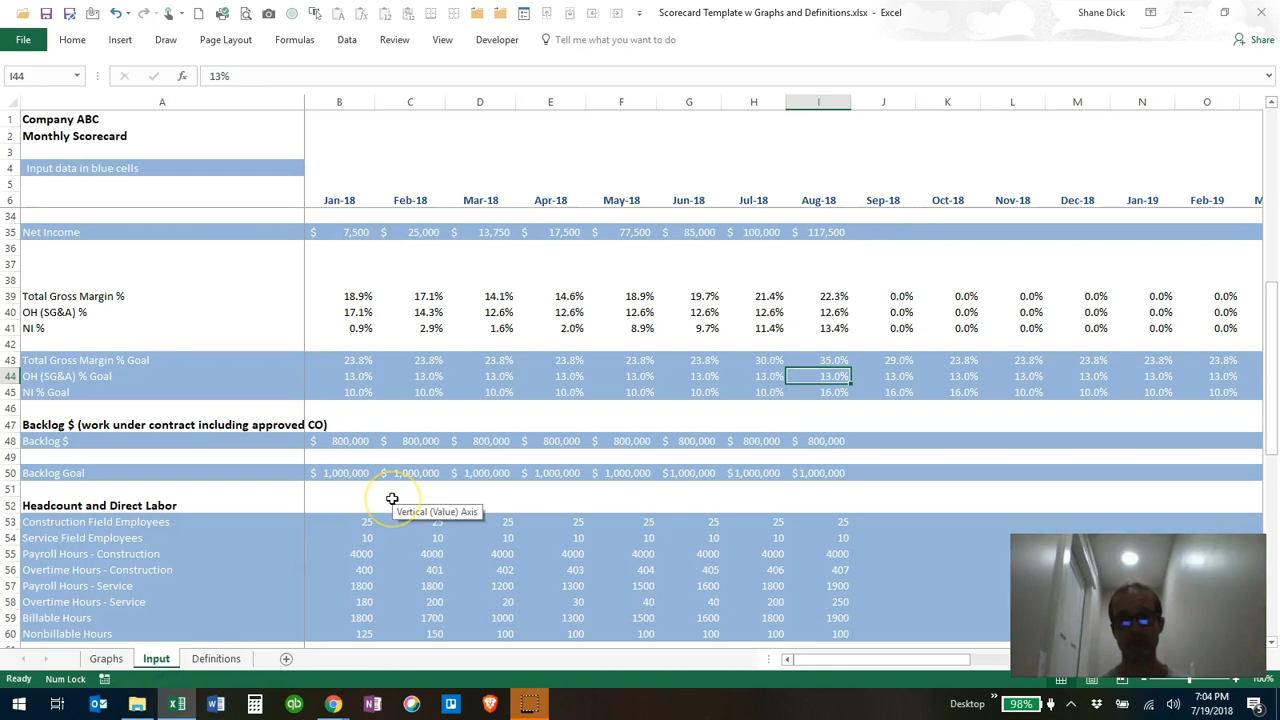 Scorecard Template w Graphs and Definitions.xlsx - Excel
Shane Dick
File Home Insert Draw Page Layout Formulas Data Review View Developer Tell me what you want to do Share
I44 fx 13%
A B C D E F G H I J K L M N O
1 Company ABC
2 Monthly Scorecard
3
4 Input data in blue cells
5
6 Jan-18 Feb-18 Mar-18 Apr-18 May-18 Jun-18 Jul-18 Aug-18 Sep-18 Oct-18 Nov-18 Dec-18 Jan-19 Feb-19 M
34
35 Net Income $ 7,500 $ 25,000 $ 13,750 $ 17,500 $ 77,500 $ 85,000 $ 100,000 $ 117,500
36
37
38
39 Total Gross Margin % 18.9% 17.1% 14.1% 14.6% 18.9% 19.7% 21.4% 22.3% 0.0% 0.0% 0.0% 0.0% 0.0% 0.0%
40 OH (SG&A) % 17.1% 14.3% 12.6% 12.6% 12.6% 12.6% 12.6% 12.6% 0.0% 0.0% 0.0% 0.0% 0.0% 0.0%
41 NI % 0.9% 2.9% 1.6% 2.0% 8.9% 9.7% 11.4% 13.4% 0.0% 0.0% 0.0% 0.0% 0.0% 0.0%
42
43 Total Gross Margin % Goal 23.8% 23.8% 23.8% 23.8% 23.8% 23.8% 30.0% 35.0% 29.0% 23.8% 23.8% 23.8% 23.8% 23.8%
44 OH (SG&A) % Goal 13.0% 13.0% 13.0% 13.0% 13.0% 13.0% 13.0% 13.0% 13.0% 13.0% 13.0% 13.0% 13.0% 13.0%
45 NI % Goal 10.0% 10.0% 10.0% 10.0% 10.0% 10.0% 10.0% 16.0% 16.0% 16.0% 10.0% 10.0% 10.0% 10.0%
46
47 Backlog $ (work under contract including approved CO)
48 Backlog $ $ 800,000 $ 800,000 $ 800,000 $ 800,000 $ 800,000 $ 800,000 $ 800,000 $ 800,000
49
50 Backlog Goal $ 1,000,000 $ 1,000,000 $ 1,000,000 $ 1,000,000 $ 1,000,000 $1,000,000 $1,000,000 $1,000,000
51
52 Headcount and Direct Labor
Vertical (Value) Axis
53 Construction Field Employees 25 25 25 25 25 25 25 25
54 Service Field Employees 10 10 10 10 10 10 10 10
55 Payroll Hours - Construction 4000 4000 4000 4000 4000 4000 4000 4000
56 Overtime Hours - Construction 400 401 402 403 404 405 406 407
57 Payroll Hours - Service 1800 1800 1200 1300 1500 1600 1800 1900
58 Overtime Hours - Service 180 200 20 30 40 40 200 250
59 Billable Hours 1800 1700 1000 1300 1500 1600 1800 1900
60 Nonbillable Hours 125 150 100 100 100 100 100 100
Graphs Input Definitions
Ready Num Lock 100%
Desktop 98% 7:04 PM
7/19/2018